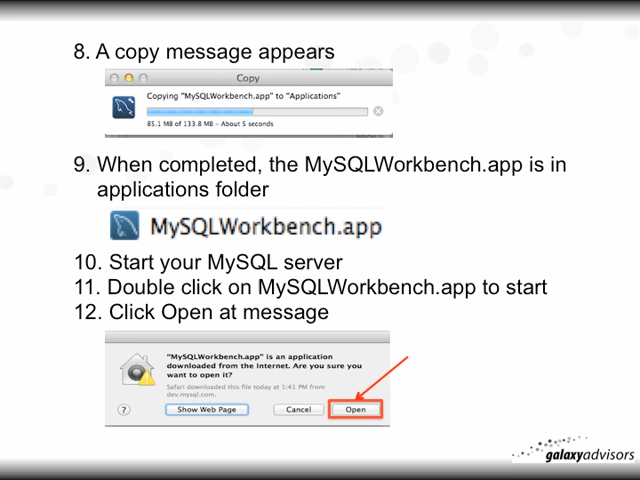 8. A copy message appears
Copy
Copying "MySQLWorkbench.app" to "Applications"
85.1 MB of 133.8 MB - About 5 seconds
9. When completed, the MySQLWorkbench.app is in
applications folder
MySQLWorkbench.app
10. Start your MySQL server
11. Double click on MySQLWorkbench.app to start
12. Click Open at message
"MySQLWorkbench.app" is an application
downloaded from the Internet. Are you sure you
want to open it?
Safari downloaded this file today at 1:41 PM from
dev.mysql.com.
? Show Web Page Cancel Open
galaxyadvisors